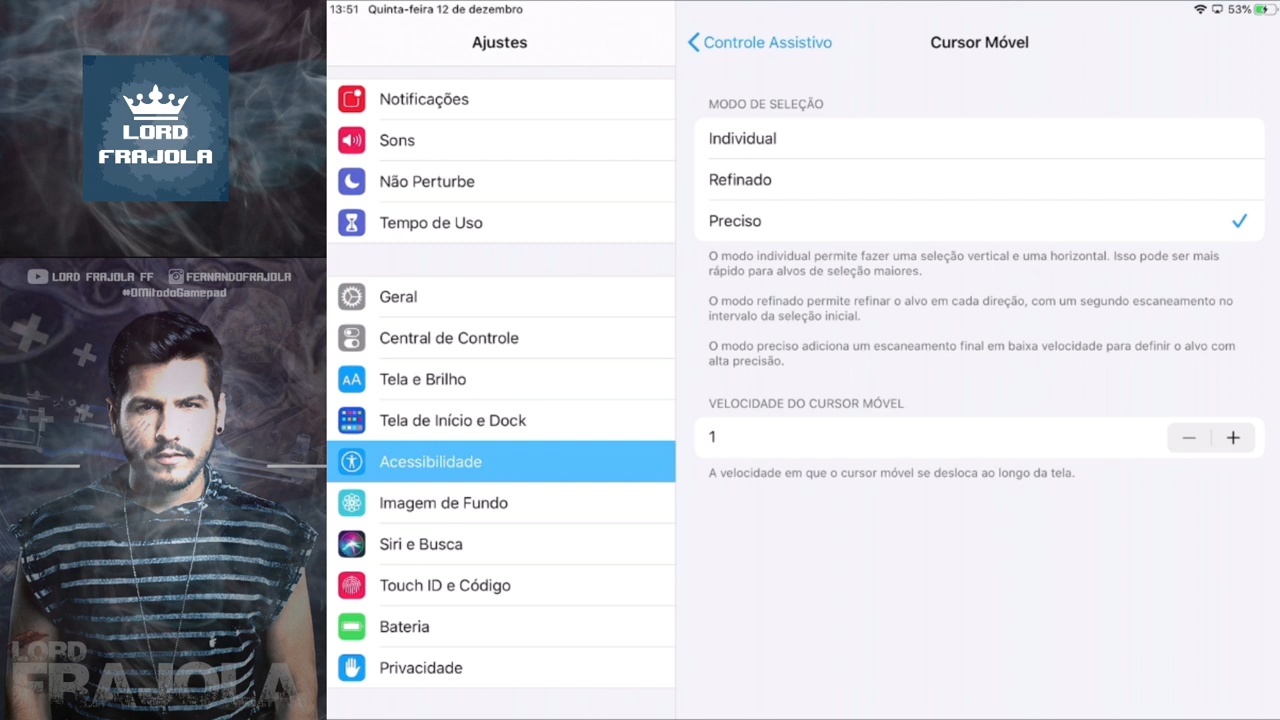 LORD
FRAJOLA
LORD FRAJOLA FF
FERNANDOFRAJOLA
#OMitodoGamepad
LORD
FRAJOLA
13:51 Quinta-feira 12 de dezembro
53%
Ajustes
Notificações
Sons
Não Perturbe
Tempo de Uso
Geral
Central de Controle
AA
Tela e Brilho
Tela de Início e Dock
Acessibilidade
Imagem de Fundo
Siri e Busca
Touch ID e Código
Bateria
Privacidade
Controle Assistivo
Cursor Móvel
MODO DE SELEÇÃO
Individual
Refinado
Preciso
O modo individual permite fazer uma seleção vertical e uma horizontal. Isso pode ser mais
rápido para alvos de seleção maiores.
O modo refinado permite refinar o alvo em cada direção, com um segundo escaneamento no
intervalo da seleção inicial.
O modo preciso adiciona um escaneamento final em baixa velocidade para definir o alvo com
alta precisão.
VELOCIDADE DO CURSOR MÓVEL
1
— +
A velocidade em que o cursor móvel se desloca ao longo da tela.